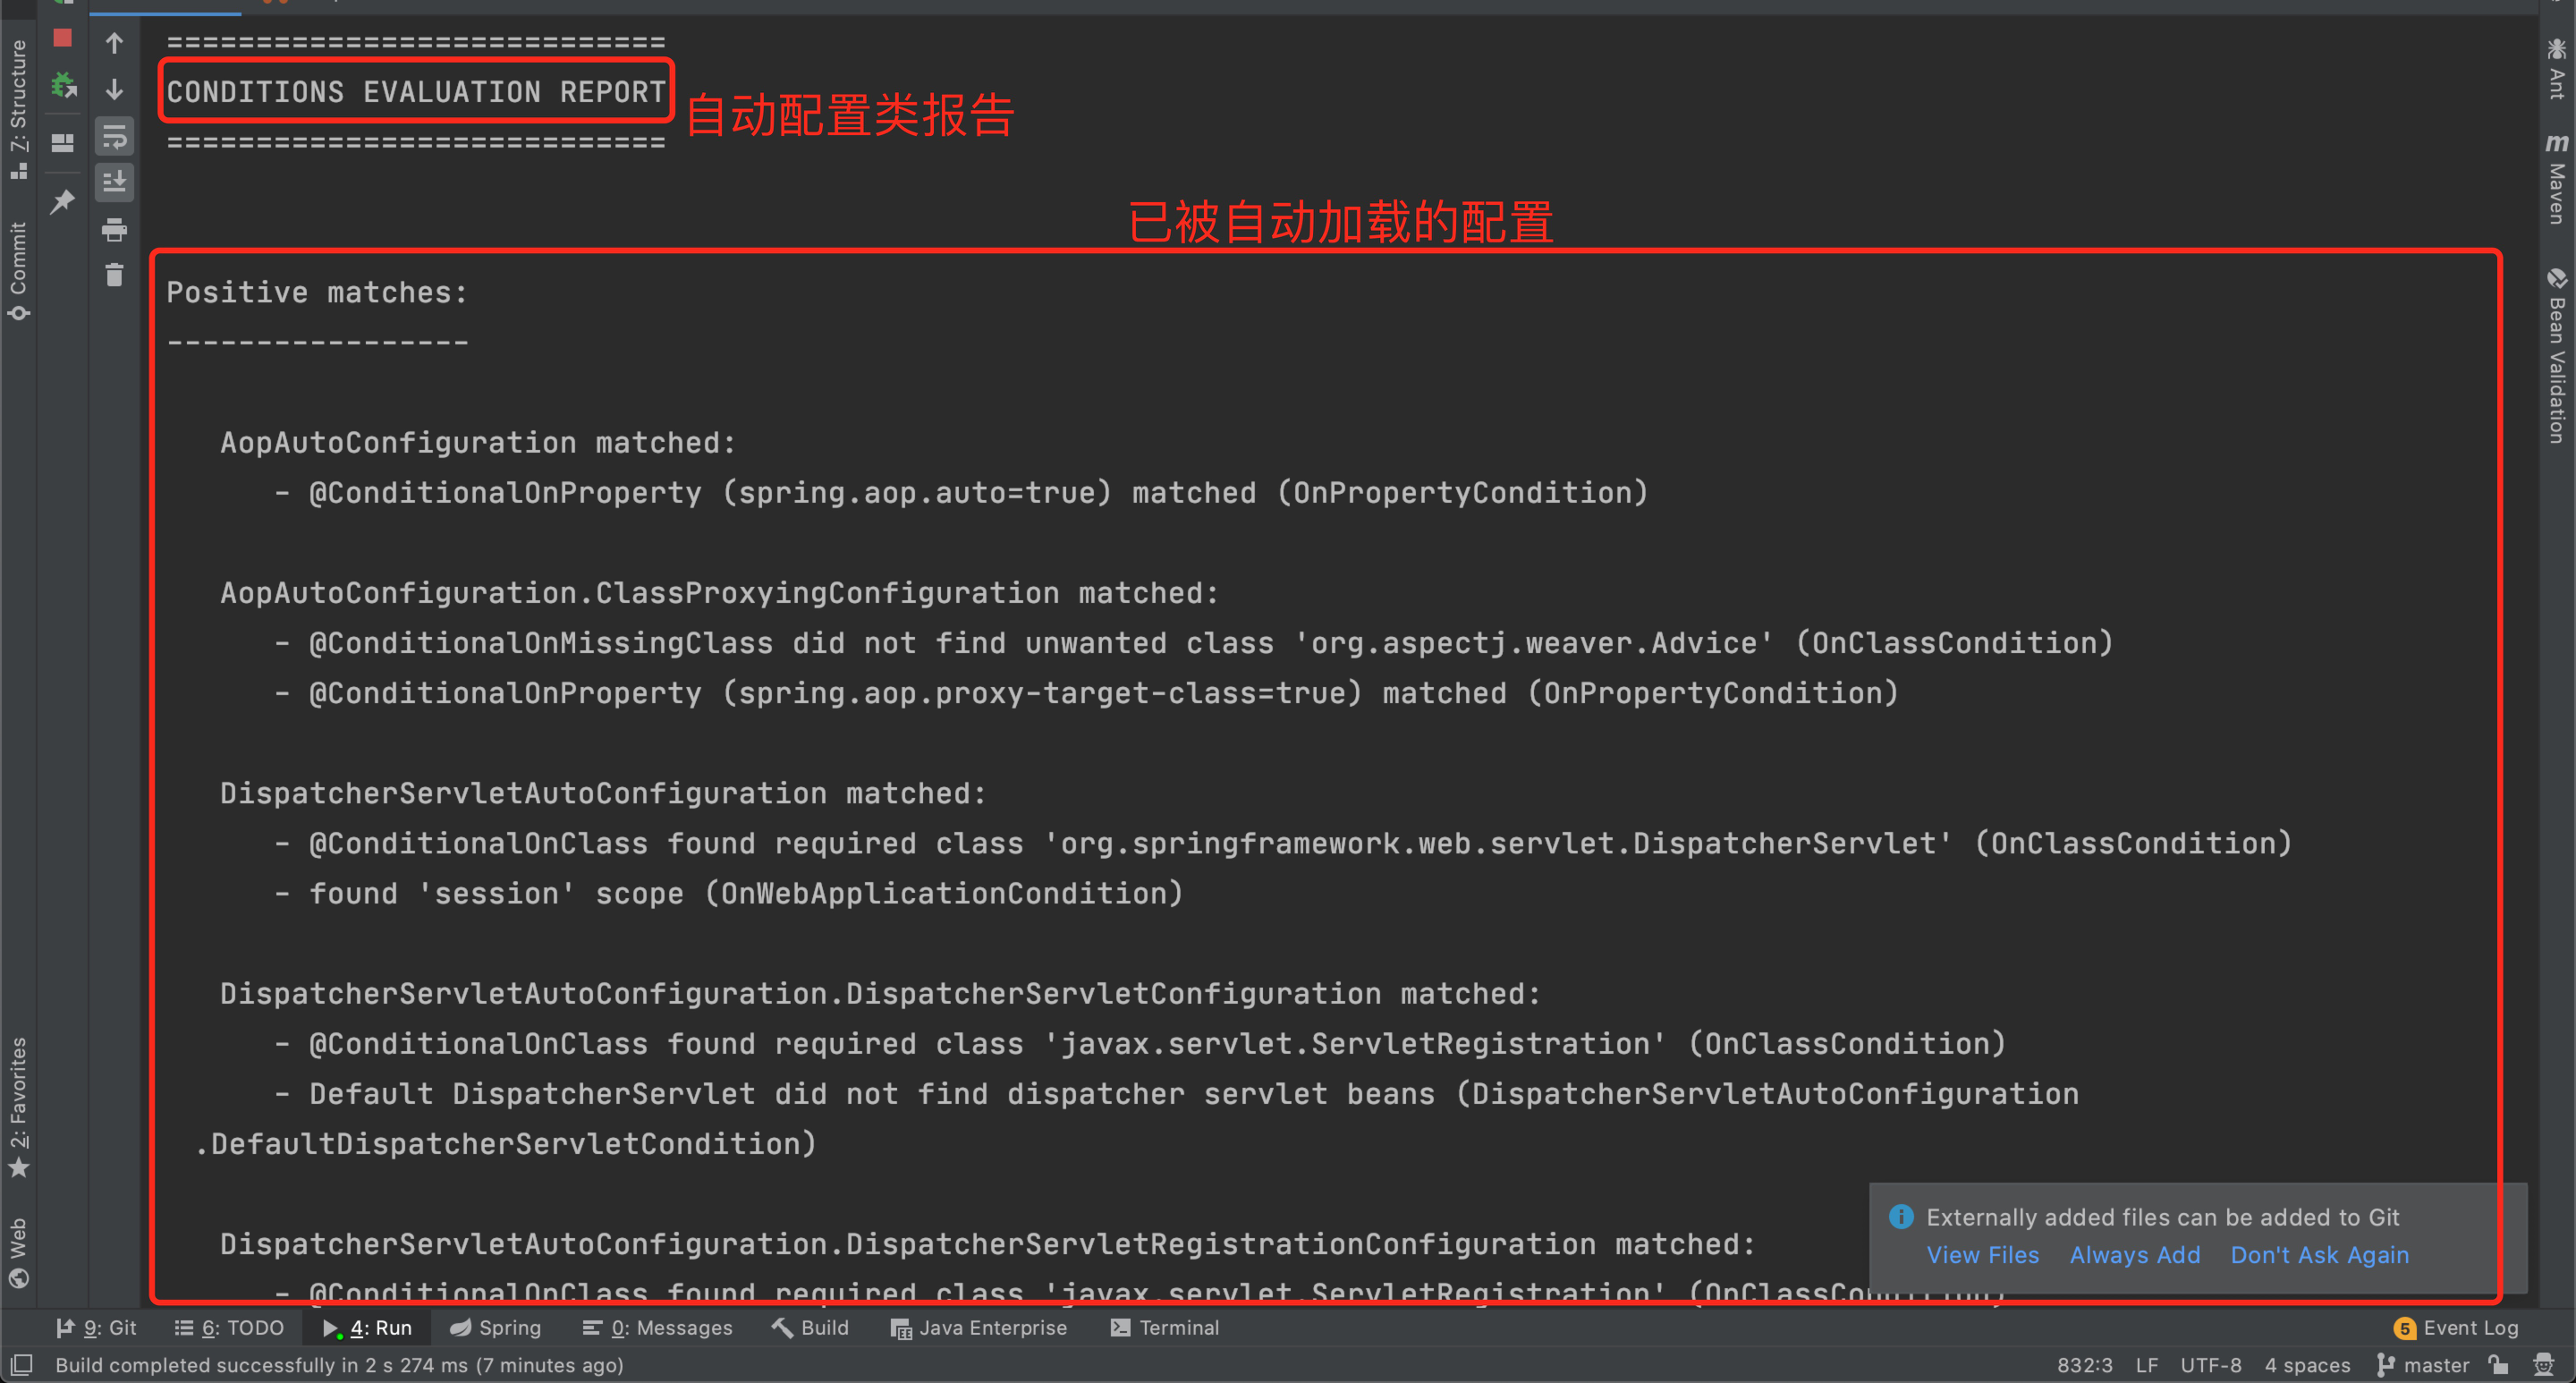 ============================
CONDITIONS EVALUATION REPORT
自动配置类报告
============================
已被自动加载的配置
Positive matches:
-----------------
AopAutoConfiguration matched:
- @ConditionalOnProperty (spring.aop.auto=true) matched (OnPropertyCondition)
AopAutoConfiguration.ClassProxyingConfiguration matched:
- @ConditionalOnMissingClass did not find unwanted class 'org.aspectj.weaver.Advice' (OnClassCondition)
- @ConditionalOnProperty (spring.aop.proxy-target-class=true) matched (OnPropertyCondition)
DispatcherServletAutoConfiguration matched:
- @ConditionalOnClass found required class 'org.springframework.web.servlet.DispatcherServlet' (OnClassCondition)
- found 'session' scope (OnWebApplicationCondition)
DispatcherServletAutoConfiguration.DispatcherServletConfiguration matched:
- @ConditionalOnClass found required class 'javax.servlet.ServletRegistration' (OnClassCondition)
- Default DispatcherServlet did not find dispatcher servlet beans (DispatcherServletAutoConfiguration
.DefaultDispatcherServletCondition)
DispatcherServletAutoConfiguration.DispatcherServletRegistrationConfiguration matched:
- @ConditionalOnClass found required class 'javax.servlet.ServletRegistration' (OnClassCondition)
Externally added files can be added to Git
View Files Always Add Don't Ask Again
Z: Structure
Commit
2: Favorites
Web
Ant
Maven
Bean Validation
9: Git 6: TODO 4: Run Spring 0: Messages Build Java Enterprise Terminal 5 Event Log
Build completed successfully in 2 s 274 ms (7 minutes ago) 832:3 LF UTF-8 4 spaces master